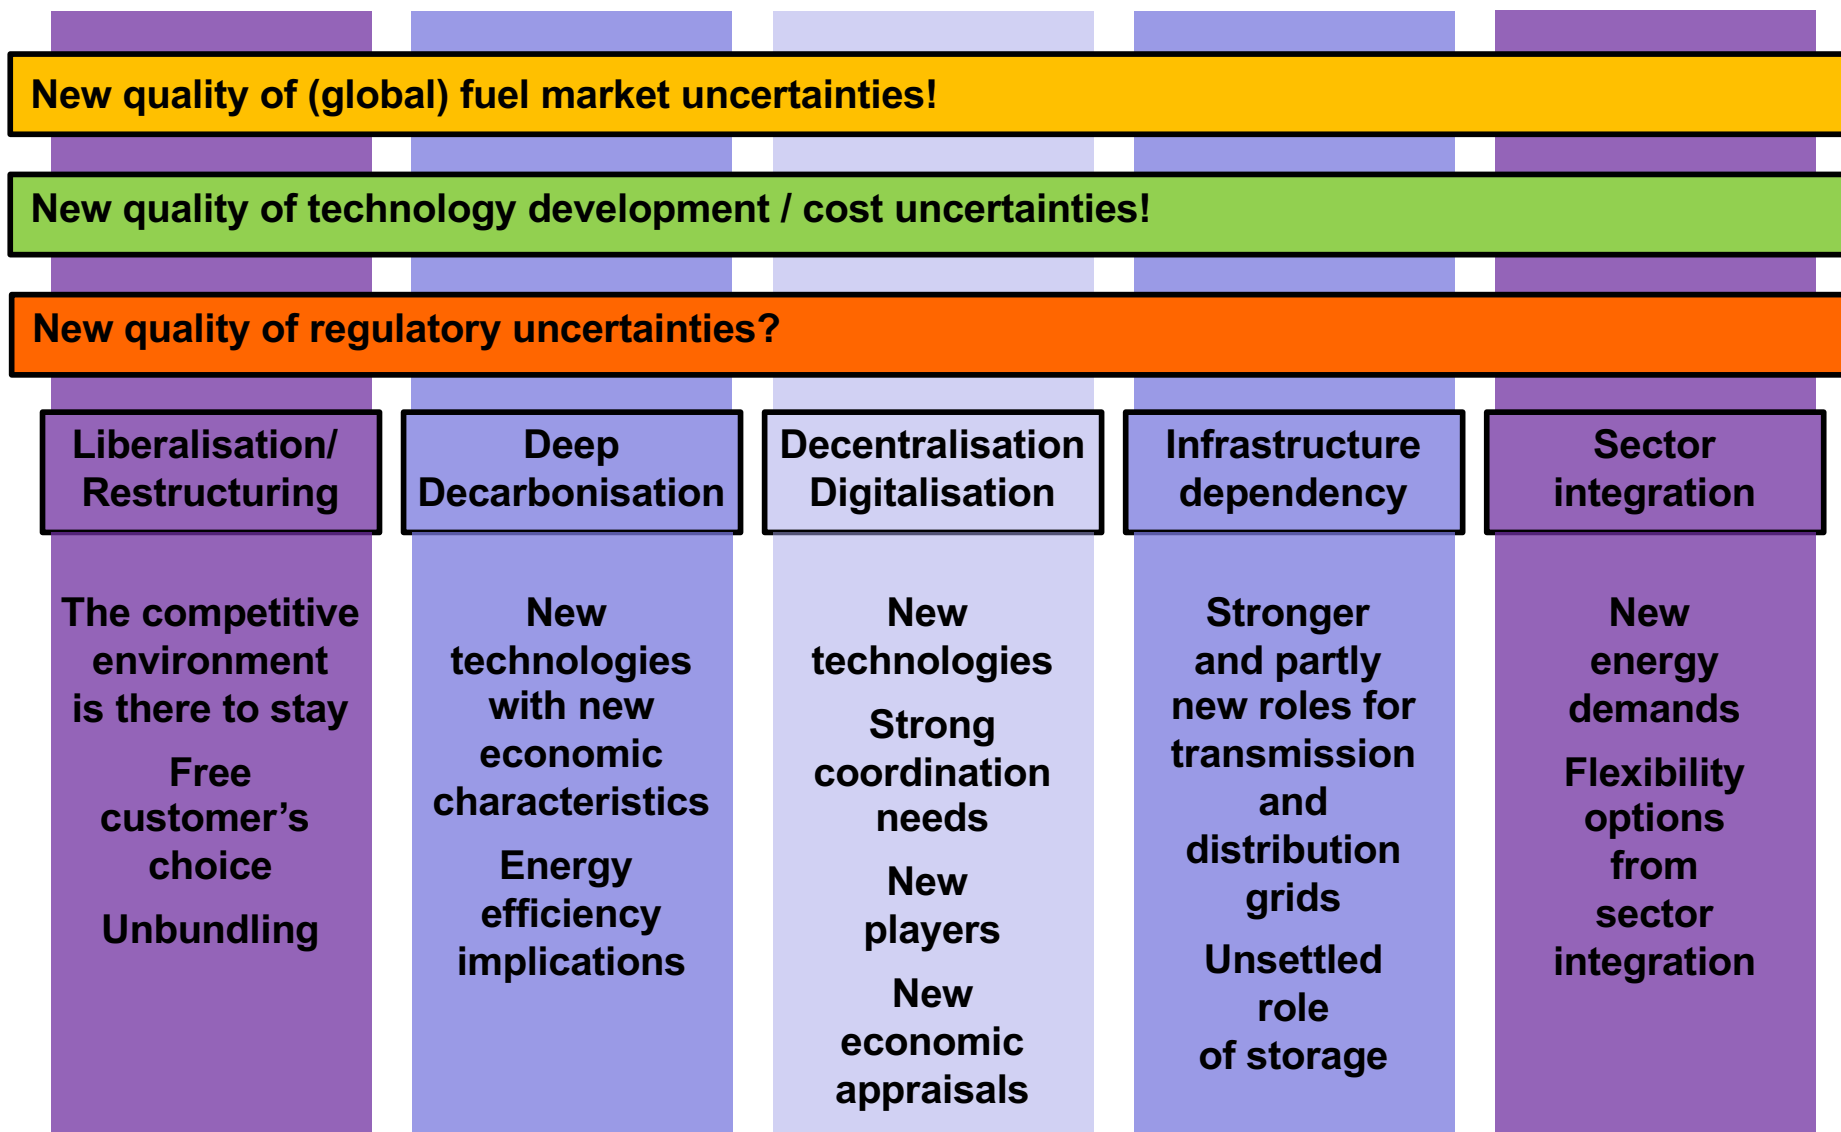 New quality of (global) fuel market uncertainties!
New quality of technology development / cost uncertainties!
New quality of regulatory uncertainties?
Liberalisation/
Restructuring
The competitive
environment
is there to stay
Free
customer’s
choice
Unbundling
Deep
Decarbonisation
New
technologies
with new
economic
characteristics
Energy
efficiency
implications
Decentralisation
Digitalisation
New
technologies
Strong
coordination
needs
New
players
New
economic
appraisals
Infrastructure
dependency
Stronger
and partly
new roles for
transmission
and
distribution
grids
Unsettled
role
of storage
Sector
integration
New
energy
demands
Flexibility
options
from
sector
integration